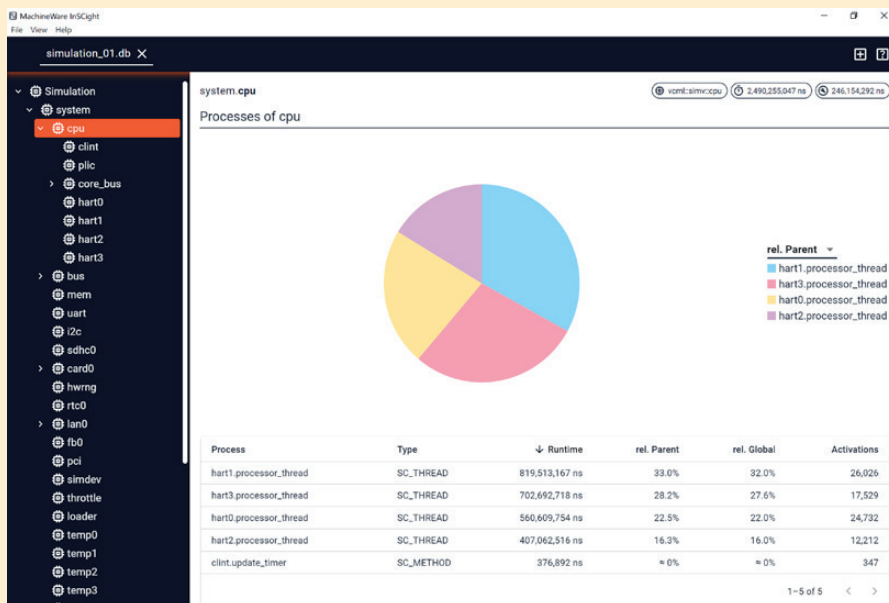 MachineWare InSCight
File View Help
simulation_01.db
Simulation
system
cpu
clint
plic
core_bus
hart0
hart1
hart2
hart3
bus
mem
uart
i2c
sdhc0
card0
hwrng
rtc0
lan0
fb0
pci
simdev
throttle
loader
temp0
temp1
temp2
temp3
system.cpu
vcml::simv::cpu 2,490,255,047 ns 246,154,292 ns
Processes of cpu
rel. Parent
hart1.processor_thread
hart3.processor_thread
hart0.processor_thread
hart2.processor_thread
Process Type Runtime rel. Parent rel. Global Activations
hart1.processor_thread SC_THREAD 819,513,167 ns 33.0% 32.0% 26,026
hart3.processor_thread SC_THREAD 702,692,718 ns 28.2% 27.6% 17,529
hart0.processor_thread SC_THREAD 560,609,754 ns 22.5% 22.0% 24,732
hart2.processor_thread SC_THREAD 407,062,516 ns 16.3% 16.0% 12,212
clint.update_timer SC_METHOD 376,892 ns ≈ 0% ≈ 0% 347
1–5 of 5